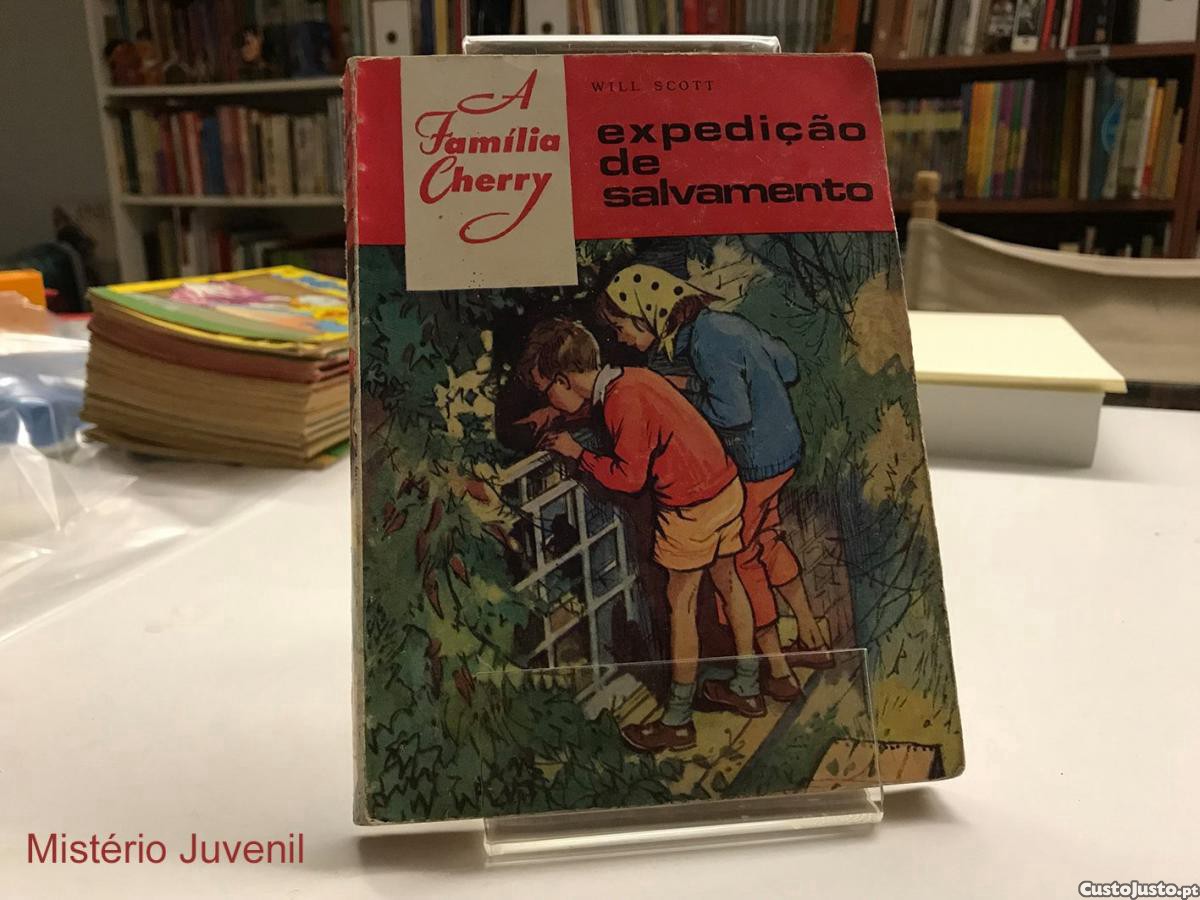 A
Família
Cherry
WILL SCOTT
expedição
de
salvamento
Mistério Juvenil
CustoJusto.pt